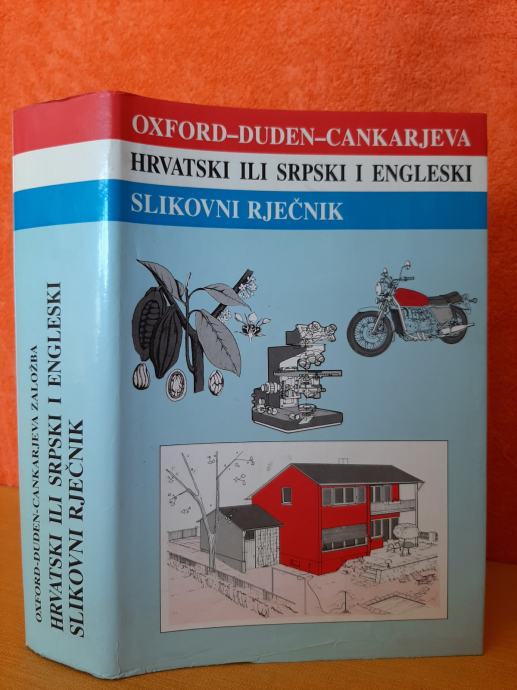 OXFORD–DUDEN–CANKARJEVA
HRVATSKI ILI SRPSKI I ENGLESKI
SLIKOVNI RJEČNIK
OXFORD-DUDEN-CANKARJEVA ZALOŽBA
HRVATSKI ILI SRPSKI I ENGLESKI
SLIKOVNI RJEČNIK